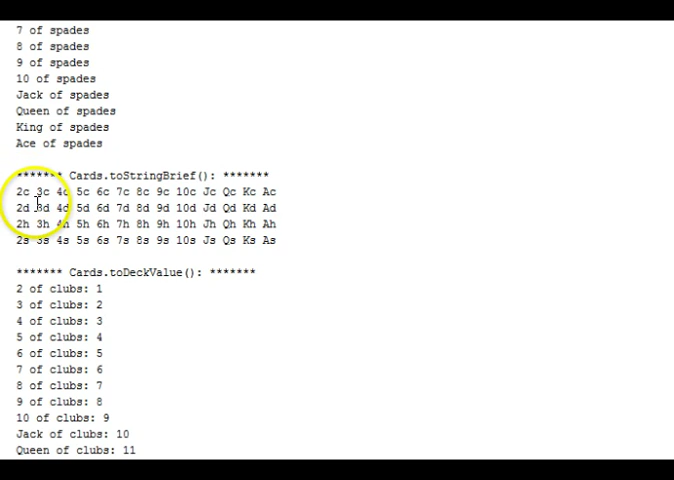 7 of spades
8 of spades
9 of spades
10 of spades
Jack of spades
Queen of spades
King of spades
Ace of spades
******* Cards.toStringBrief(): *******
2c 3c 4c 5c 6c 7c 8c 9c 10c Jc Qc Kc Ac
2d 3d 4d 5d 6d 7d 8d 9d 10d Jd Qd Kd Ad
2h 3h 4h 5h 6h 7h 8h 9h 10h Jh Qh Kh Ah
2s 3s 4s 5s 6s 7s 8s 9s 10s Js Qs Ks As
******* Cards.toDeckValue(): *******
2 of clubs: 1
3 of clubs: 2
4 of clubs: 3
5 of clubs: 4
6 of clubs: 5
7 of clubs: 6
8 of clubs: 7
9 of clubs: 8
10 of clubs: 9
Jack of clubs: 10
Queen of clubs: 11